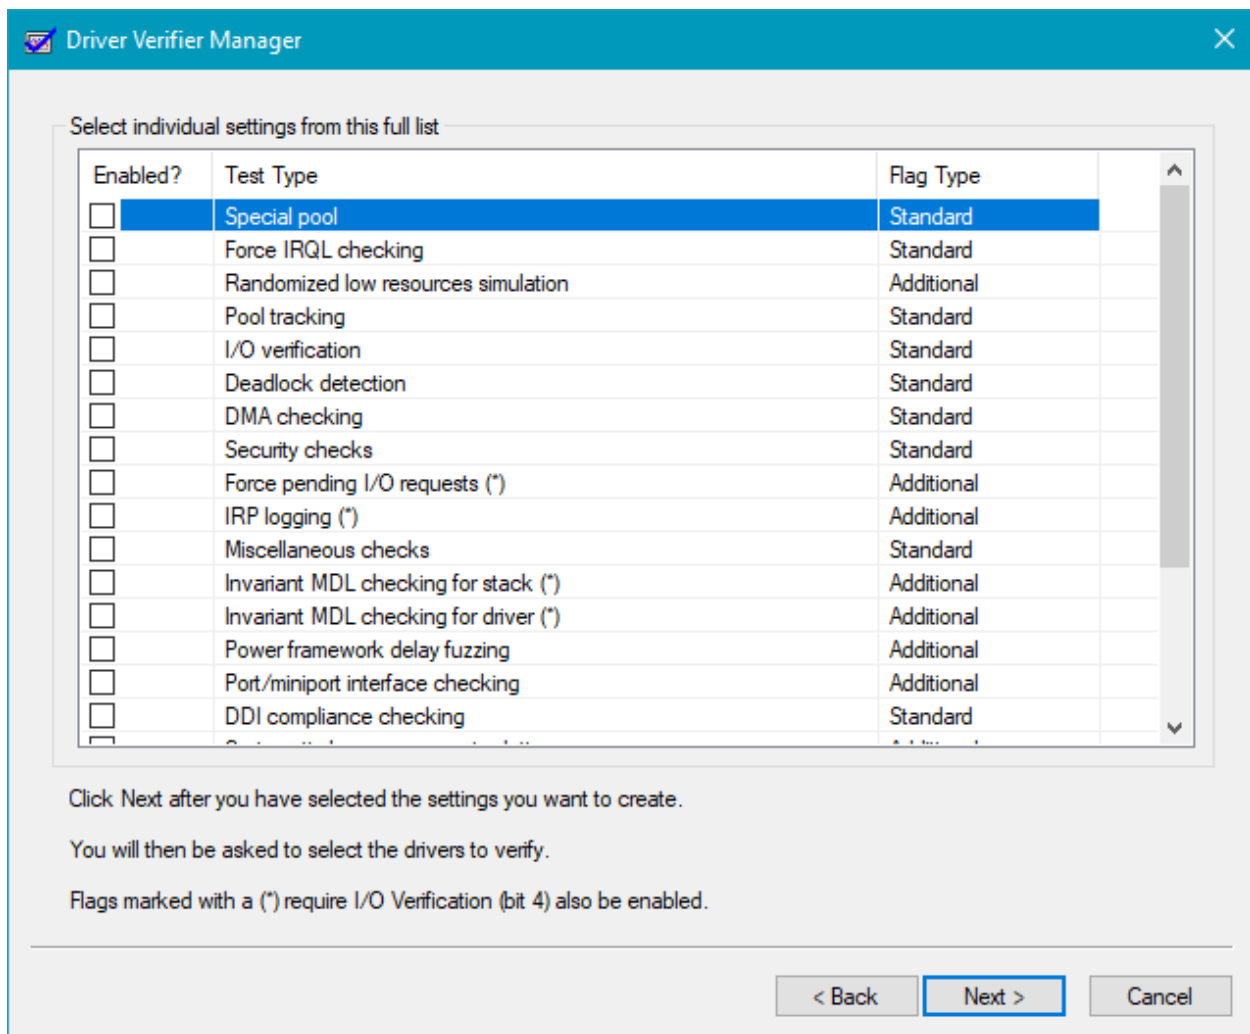 Driver Verifier Manager
Select individual settings from this full list
Enabled? Test Type Flag Type
Special pool Standard
Force IRQL checking Standard
Randomized low resources simulation Additional
Pool tracking Standard
I/O verification Standard
Deadlock detection Standard
DMA checking Standard
Security checks Standard
Force pending I/O requests (*) Additional
IRP logging (*) Additional
Miscellaneous checks Standard
Invariant MDL checking for stack (*) Additional
Invariant MDL checking for driver (*) Additional
Power framework delay fuzzing Additional
Port/miniport interface checking Additional
DDI compliance checking Standard
Click Next after you have selected the settings you want to create.
You will then be asked to select the drivers to verify.
Flags marked with a (*) require I/O Verification (bit 4) also be enabled.
< Back Next > Cancel